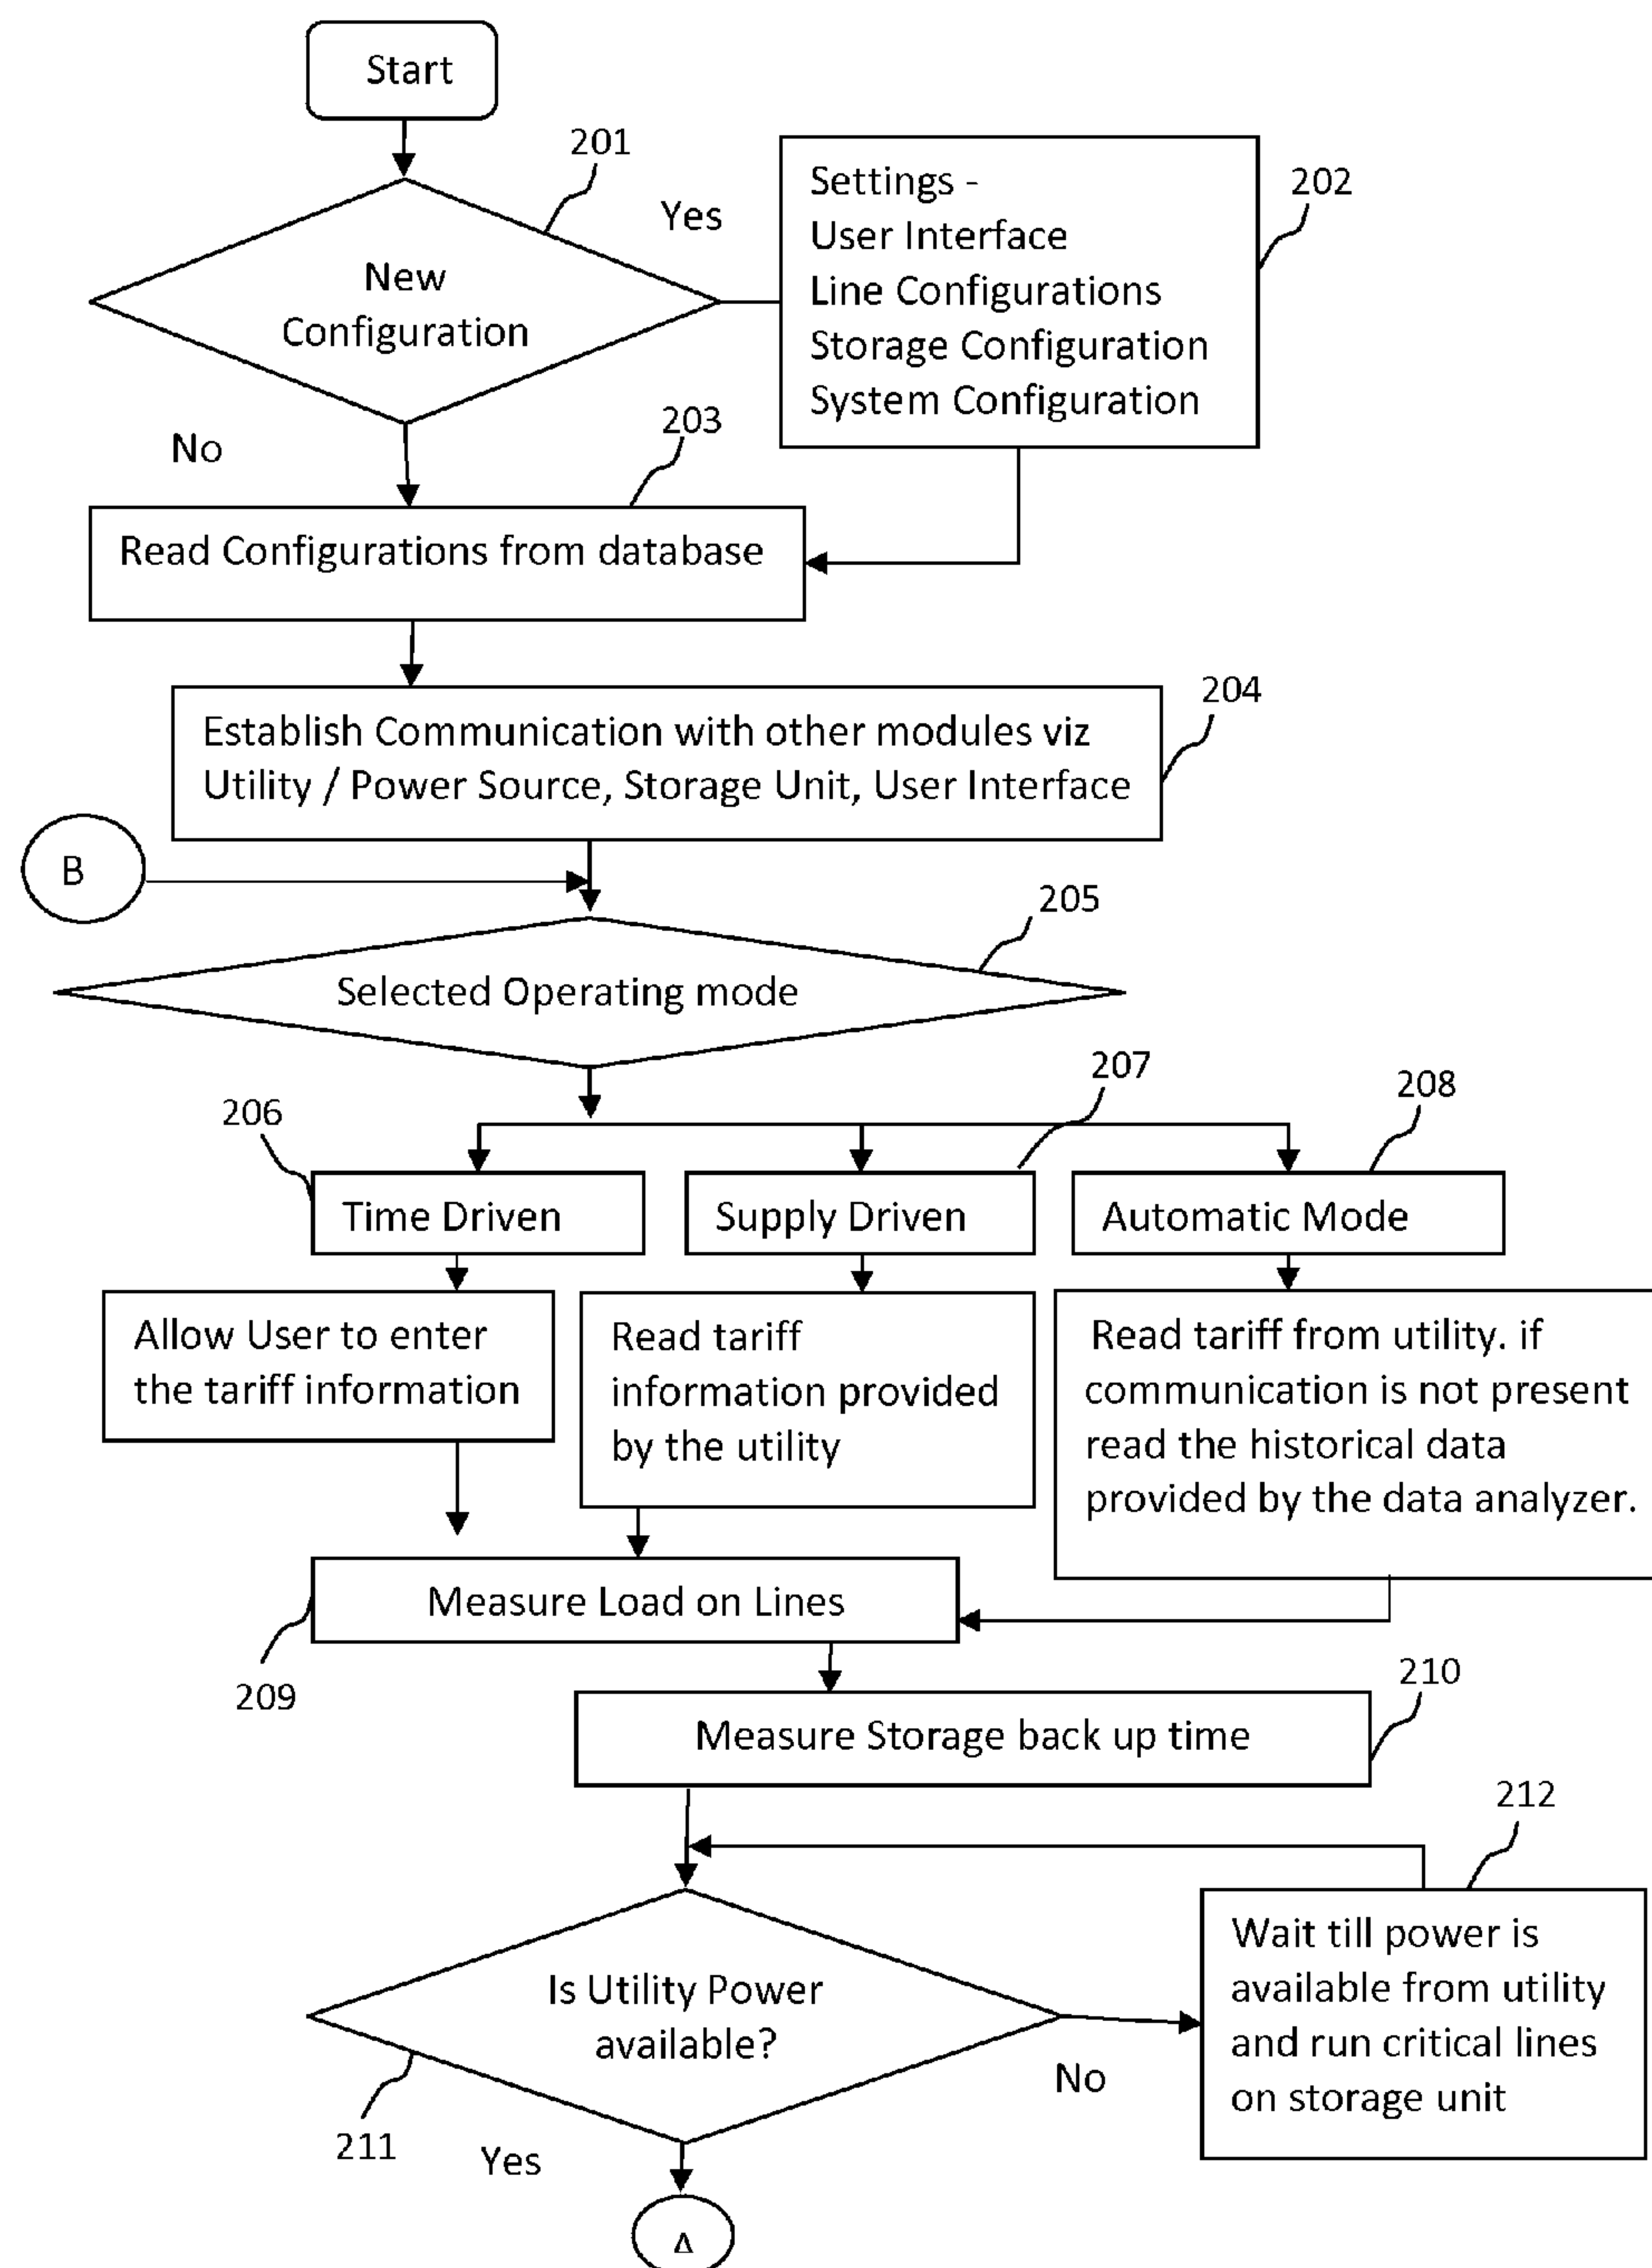 Start
201
Yes
New
Configuration
Settings -
User Interface
Line Configurations
Storage Configuration
System Configuration
202
No
203
Read Configurations from database
204
Establish Communication with other modules viz
Utility / Power Source, Storage Unit, User Interface
B
205
Selected Operating mode
206
207
208
Time Driven
Supply Driven
Automatic Mode
Allow User to enter
the tariff information
Read tariff
information provided
by the utility
Read tariff from utility. if
communication is not present
read the historical data
provided by the data analyzer.
Measure Load on Lines
209
210
Measure Storage back up time
212
Is Utility Power
available?
Wait till power is
available from utility
and run critical lines
on storage unit
No
211
Yes
A